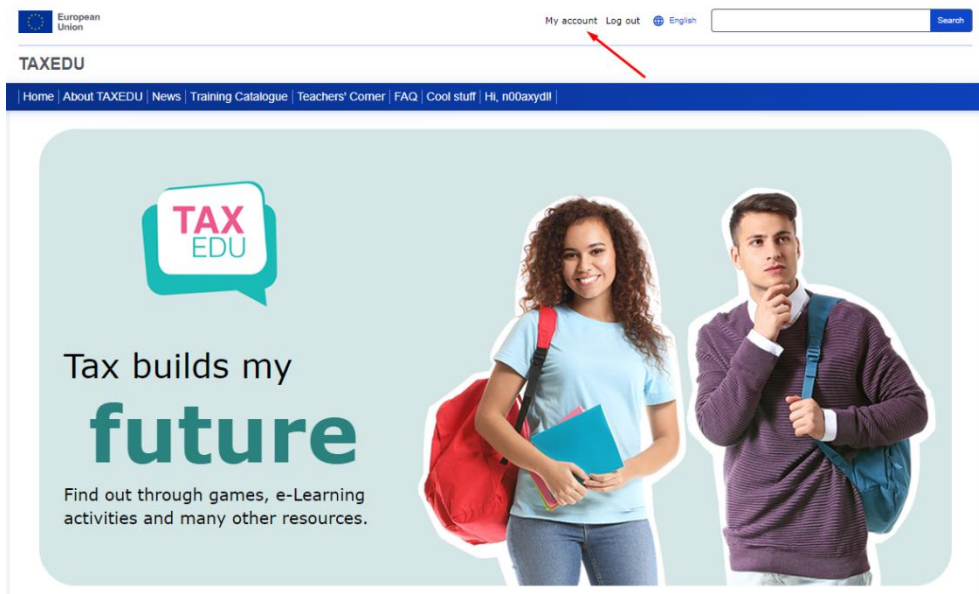 European
Union
My account Log out English Search
TAXEDU
Home | About TAXEDU | News | Training Catalogue | Teachers' Corner | FAQ | Cool stuff | Hi, n00axydl!
TAX
EDU
Tax builds my
future
Find out through games, e-Learning
activities and many other resources.